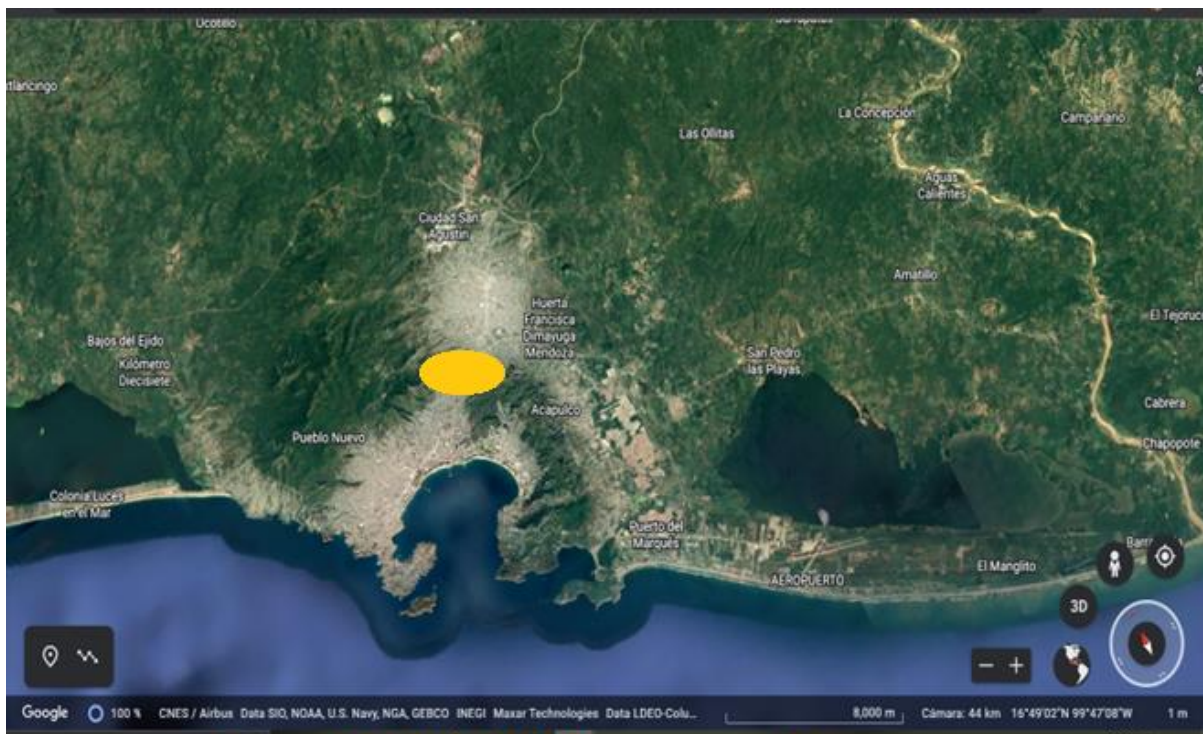 Ucotillo
La Concepción
Campanario
Las Ollitas
Aguas
Calientes
Ciudad San
Agustín
Amatillo
Huerta
Francisca
Dimayuga
Mendoza
El Tejoruco
Bajos del Ejido
Kilómetro
Diecisiete
San Pedro
las Playas
Cabrera
Acapulco
Pueblo Nuevo
Chapopote
Colonia Luces
en el Mar
Puerto del
Marqués
El Manglito
AEROPUERTO
3D
Google 100 % CNES / Airbus Data SIO, NOAA, U.S. Navy, NGA, GEBCO INEGI Maxar Technologies Data LDEO-Colu... 8,000 m Cámara: 44 km 16°49'02"N 99°47'08"W 1 m